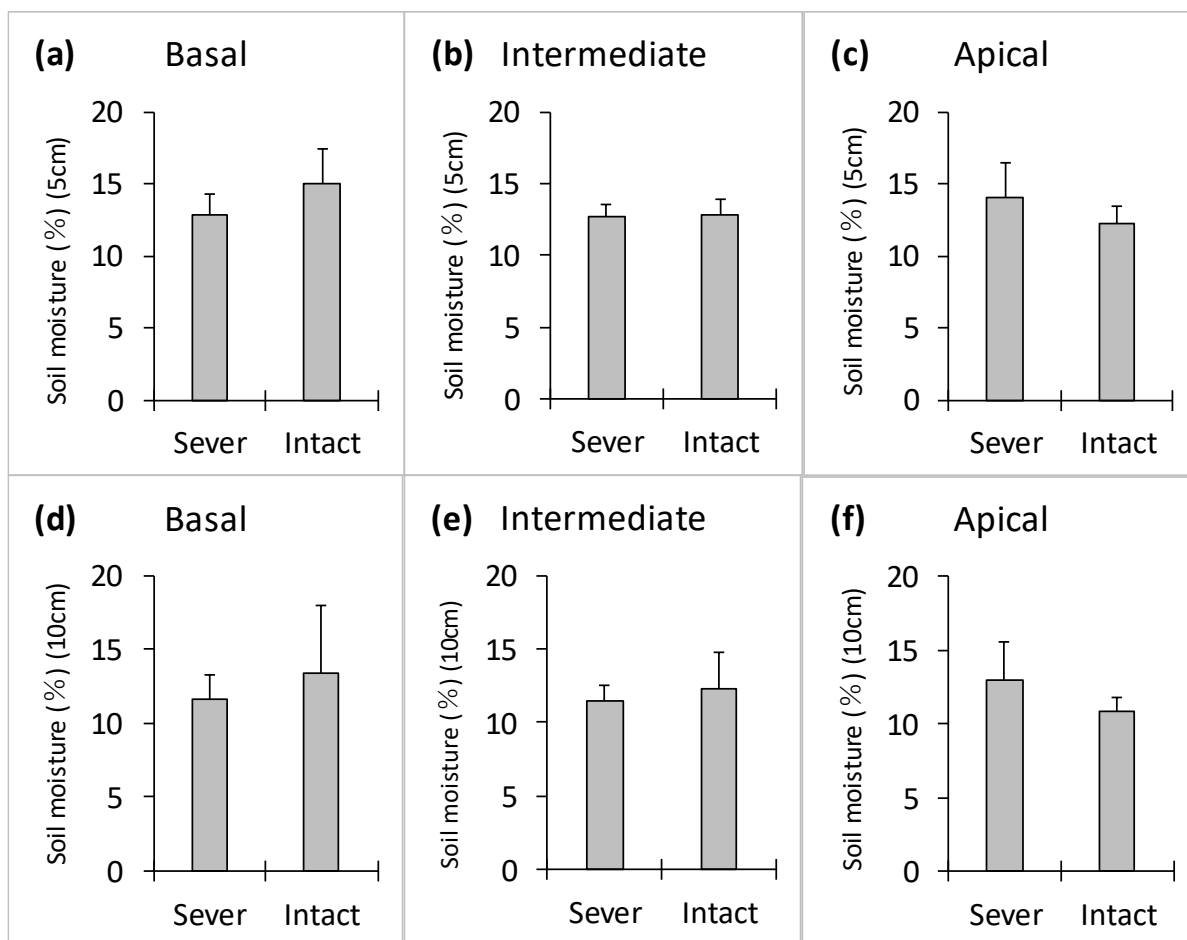 (a) Basal
Soil moisture (%) (5cm)
20
15
10
5
0
Sever Intact
(b) Intermediate
Soil moisture (%) (5cm)
20
15
10
5
0
Sever Intact
(c) Apical
Soil moisture (%) (5cm)
20
15
10
5
0
Sever Intact
(d) Basal
Soil moisture (%) (10cm)
20
15
10
5
0
Sever Intact
(e) Intermediate
Soil moisture (%) (10cm)
20
15
10
5
0
Sever Intact
(f) Apical
Soil moisture (%) (10cm)
20
15
10
5
0
Sever Intact